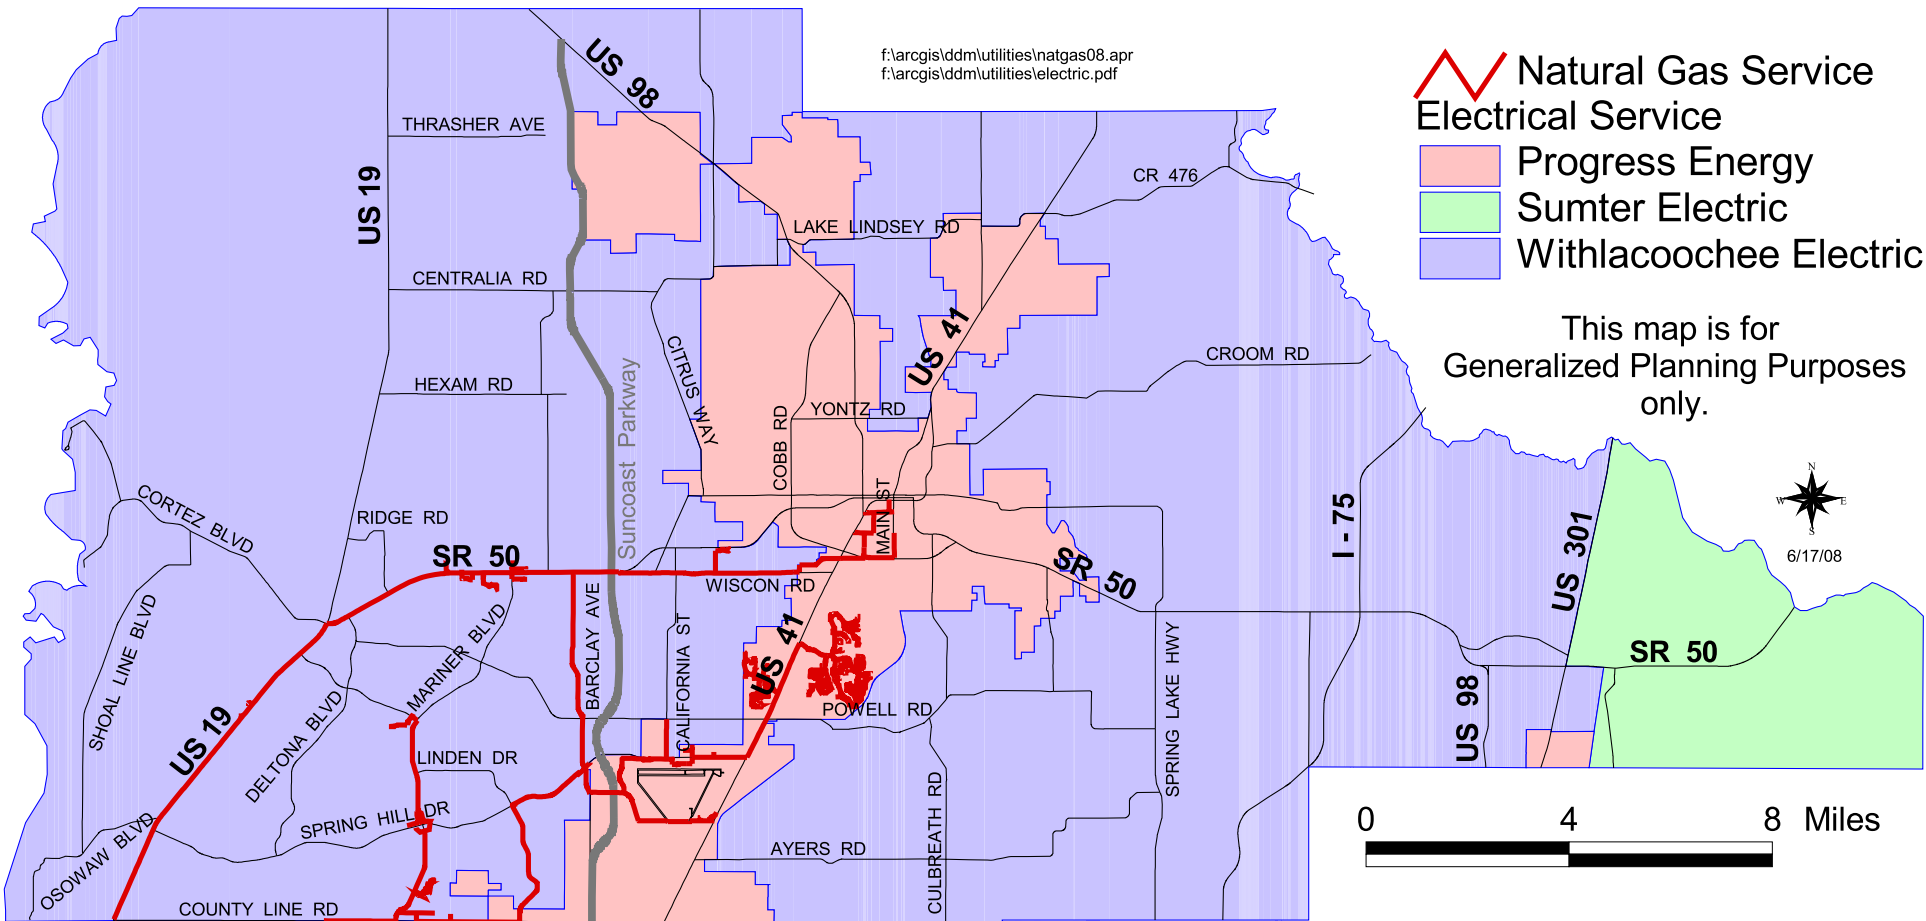 f:\arcgis\ddm\utilities\natgas08.apr
f:\arcgis\ddm\utilities\electric.pdf
Natural Gas Service
Electrical Service
Progress Energy
Sumter Electric
Withlacoochee Electric
This map is for
Generalized Planning Purposes
only.
N
W E
S
6/17/08
0 4 8 Miles
US 98
THRASHER AVE
US 19
CR 476
LAKE LINDSEY RD
CENTRALIA RD
US 41
CROOM RD
CITRUS WAY
HEXAM RD
Suncoast Parkway
COBB RD
YONTZ RD
CORTEZ BLVD
RIDGE RD
MAIN ST
I - 75
US 301
SR 50
SR 50
WISCON RD
SHOAL LINE BLVD
MARINER BLVD
BARCLAY AVE
CALIFORNIA ST
US 41
SPRING LAKE HWY
SR 50
US 19
DELTONA BLVD
POWELL RD
US 98
LINDEN DR
SPRING HILL DR
OSOWAW BLVD
AYERS RD
CULBREATH RD
COUNTY LINE RD